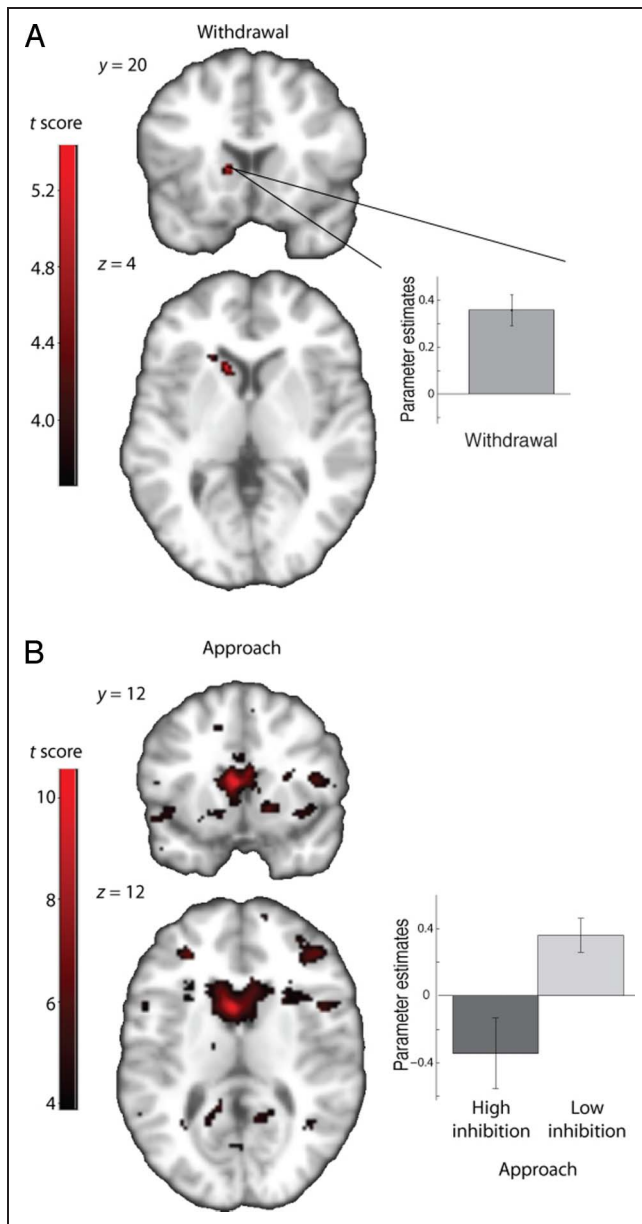 A
Withdrawal
y = 20
t score
5.2
4.8
4.4
4.0
z = 4
Parameter estimates
0.4
0.2
0
Withdrawal
B
Approach
y = 12
t score
10
8
6
4
z = 12
Parameter estimates
0.4
0
−0.4
High
inhibition
Low
inhibition
Approach